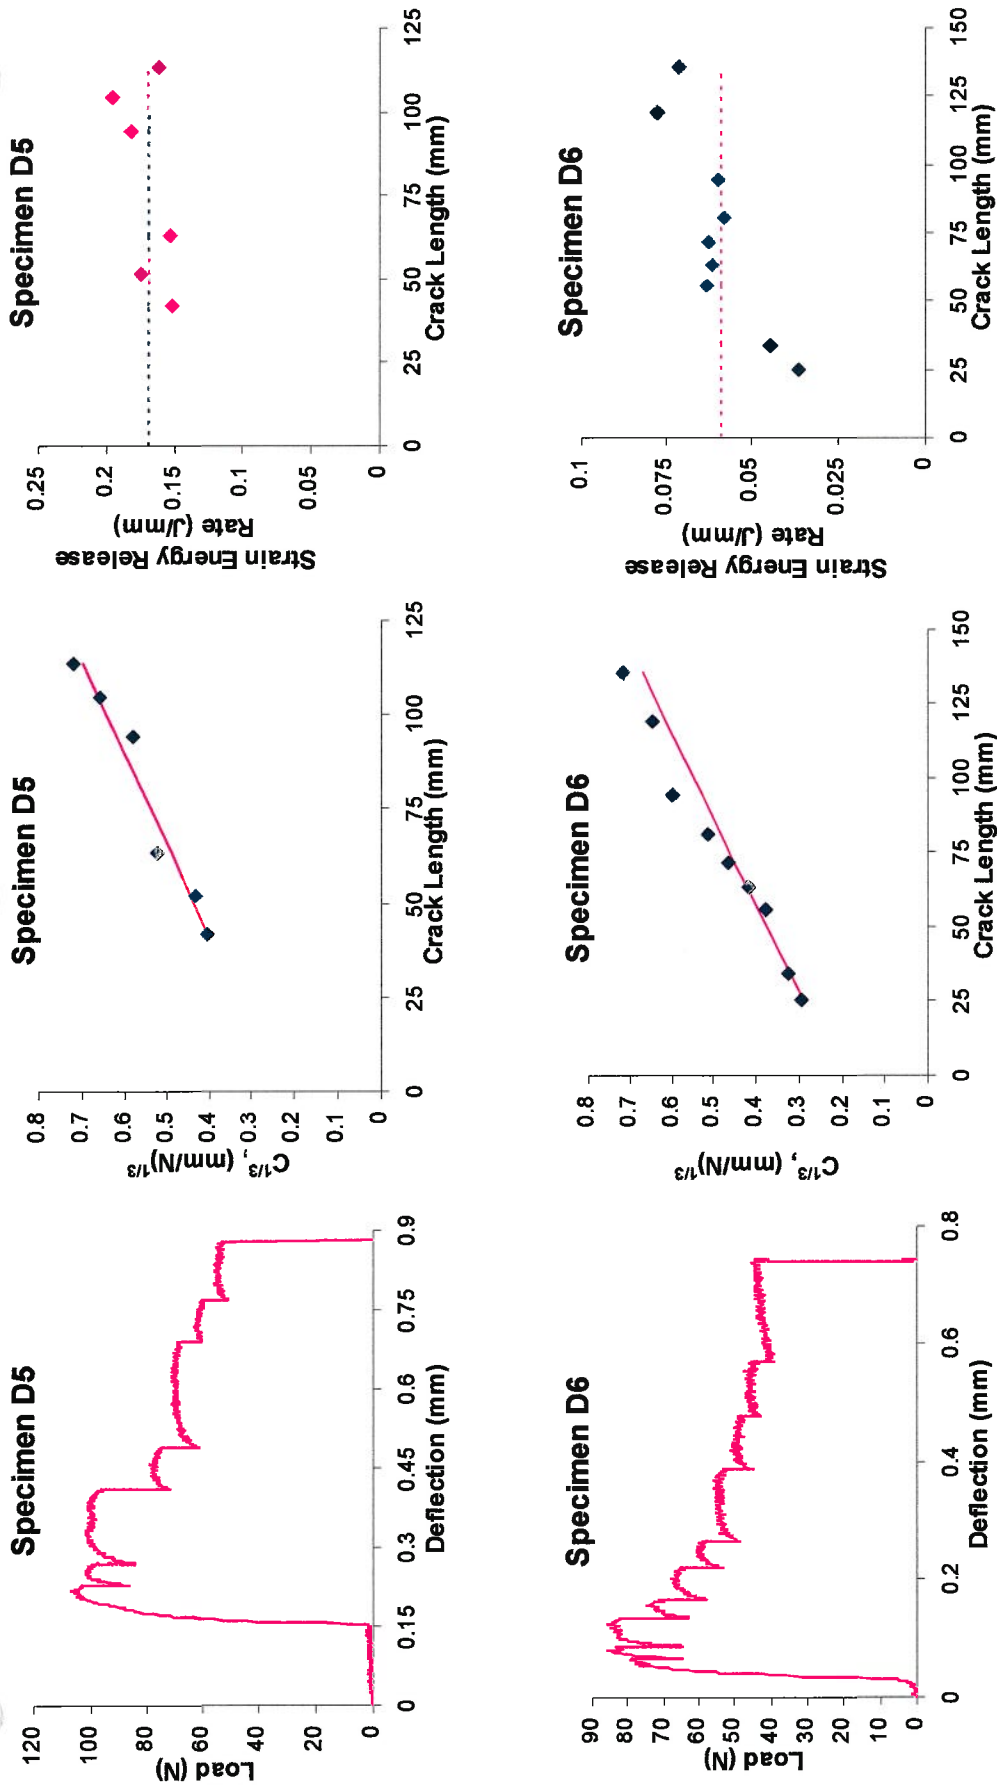 Specimen D5
120
100
80
60
40
20
0
Load (N)
0 0.15 0.3 0.45 0.6 0.75 0.9
Deflection (mm)
Specimen D5
0.8
0.7
0.6
0.5
0.4
0.3
0.2
0.1
0
C^1/3, (mm/N)^1/3
0 25 50 75 100 125
Crack Length (mm)
Specimen D5
0.25
0.2
0.15
0.1
0.05
0
Strain Energy Release
Rate (J/mm)
0 25 50 75 100 125
Crack Length (mm)
Specimen D6
90
80
70
60
50
40
30
20
10
0
Load (N)
0 0.2 0.4 0.6 0.8
Deflection (mm)
Specimen D6
0.8
0.7
0.6
0.5
0.4
0.3
0.2
0.1
0
C^1/3, (mm/N)^1/3
0 25 50 75 100 125 150
Crack Length (mm)
Specimen D6
0.1
0.075
0.05
0.025
0
Strain Energy Release
Rate (J/mm)
0 25 50 75 100 125 150
Crack Length (mm)